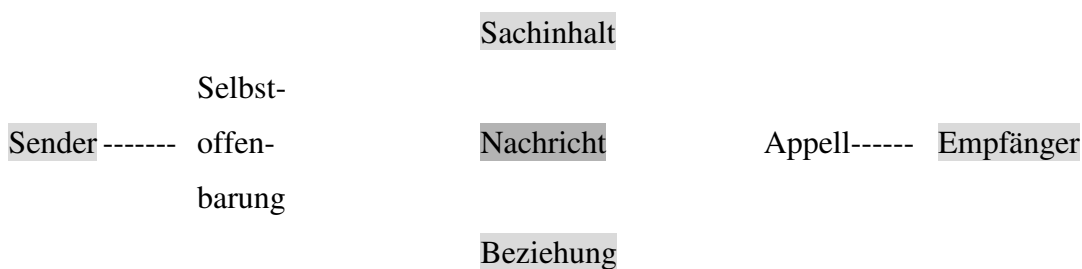 Sachinhalt
Selbst-
Sender ------- offen- Nachricht Appell------ Empfänger
barung
Beziehung